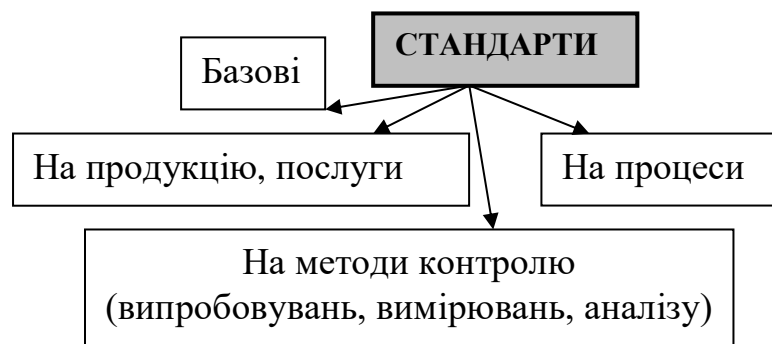 СТАНДАРТИ
Базові
На продукцію, послуги
На процеси
На методи контролю
(випробовувань, вимірювань, аналізу)